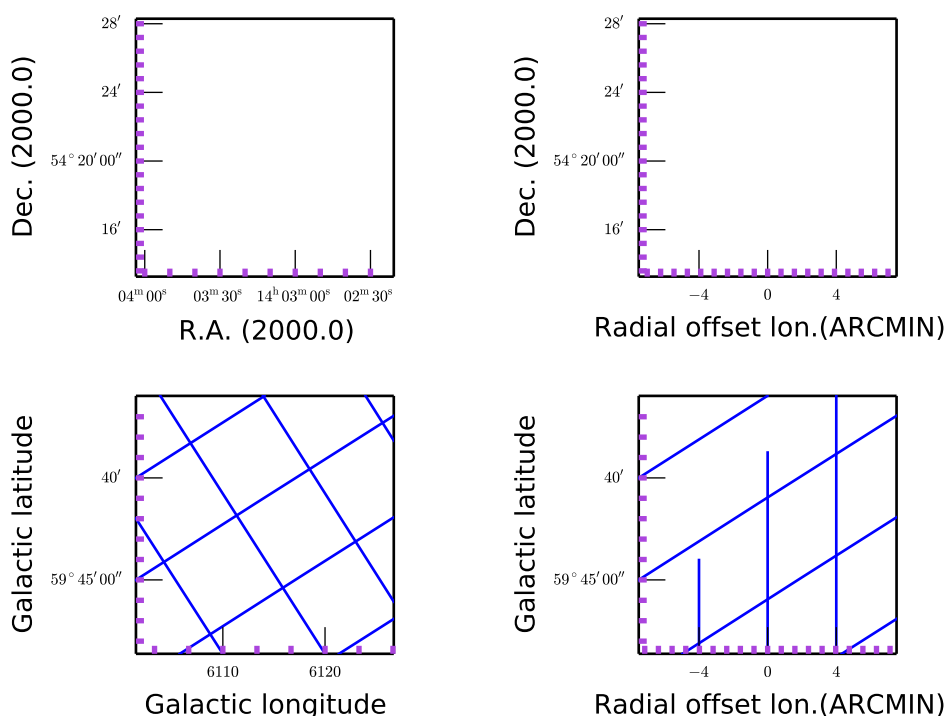 28′
24′
54°20′00″
16′
Dec. (2000.0)
04ᵐ00ˢ 03ᵐ30ˢ 14ʰ03ᵐ00ˢ 02ᵐ30ˢ
R.A. (2000.0)
28′
24′
54°20′00″
16′
Dec. (2000.0)
−4 0 4
Radial offset lon.(ARCMIN)
40′
59°45′00″
Galactic latitude
6110 6120
Galactic longitude
40′
59°45′00″
Galactic latitude
−4 0 4
Radial offset lon.(ARCMIN)